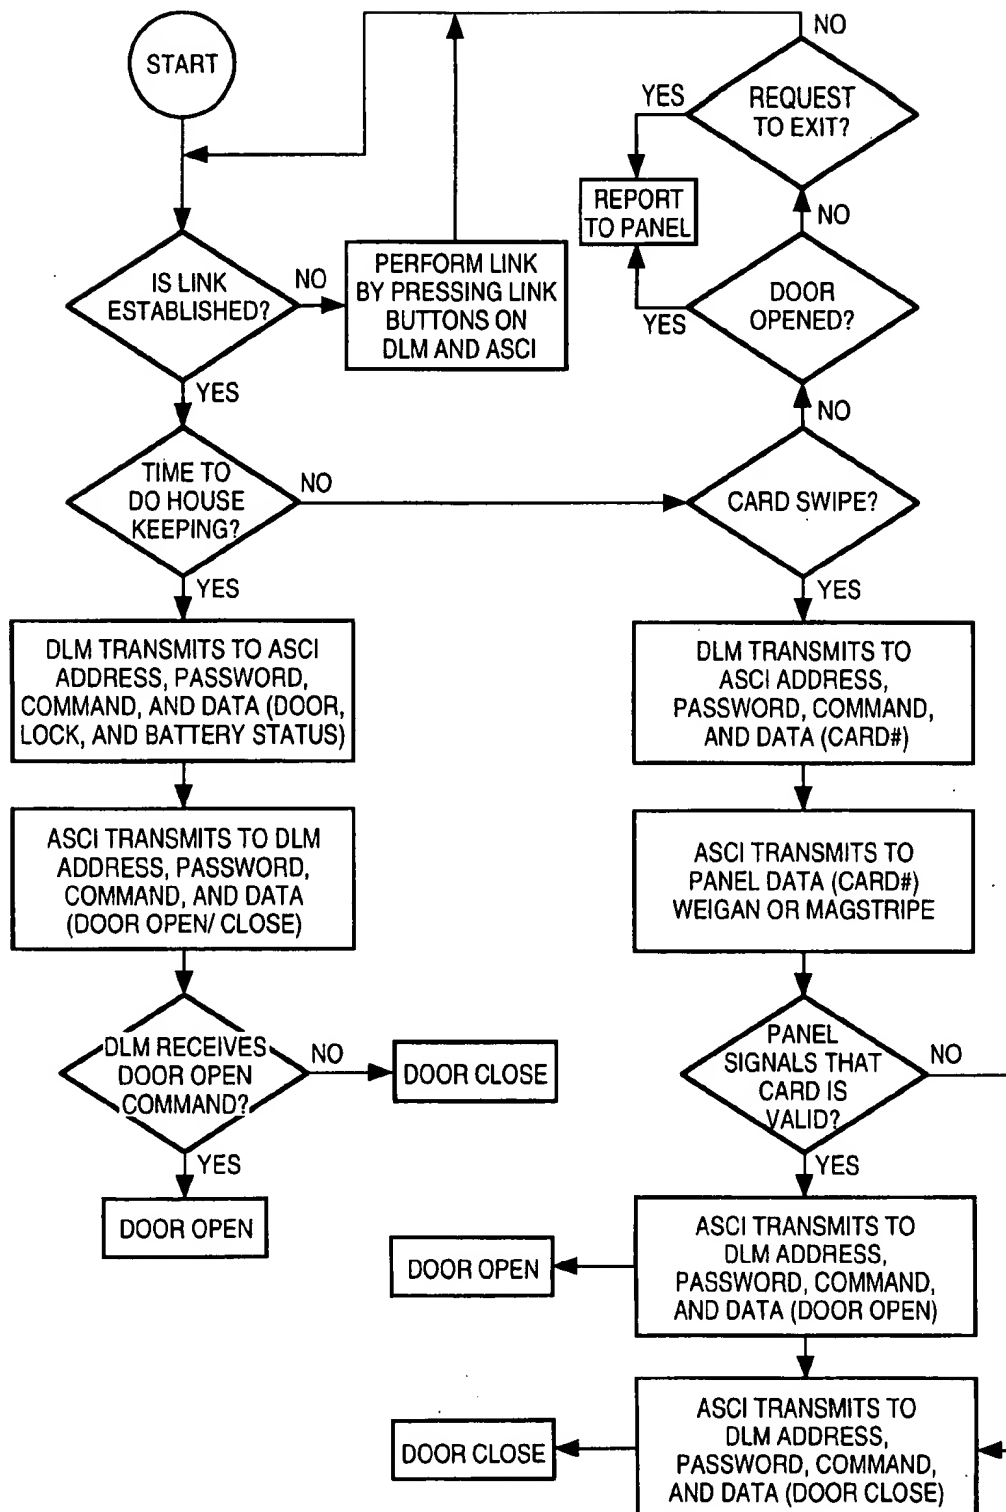 START
NO
REQUEST
TO EXIT?
YES
REPORT
TO PANEL
NO
IS LINK
ESTABLISHED?
NO
PERFORM LINK
BY PRESSING LINK
BUTTONS ON
DLM AND ASCI
DOOR
OPENED?
YES
YES
NO
TIME TO
DO HOUSE
KEEPING?
NO
CARD SWIPE?
YES
YES
DLM TRANSMITS TO ASCI
ADDRESS, PASSWORD,
COMMAND, AND DATA (DOOR,
LOCK, AND BATTERY STATUS)
DLM TRANSMITS TO
ASCI ADDRESS,
PASSWORD, COMMAND,
AND DATA (CARD#)
ASCI TRANSMITS TO DLM
ADDRESS, PASSWORD,
COMMAND, AND DATA
(DOOR OPEN/ CLOSE)
ASCI TRANSMITS TO
PANEL DATA (CARD#)
WEIGAN OR MAGSTRIPE
DLM RECEIVES
DOOR OPEN
COMMAND?
NO
DOOR CLOSE
PANEL
SIGNALS THAT
CARD IS
VALID?
NO
YES
YES
DOOR OPEN
DOOR OPEN
ASCI TRANSMITS TO
DLM ADDRESS,
PASSWORD, COMMAND,
AND DATA (DOOR OPEN)
DOOR CLOSE
ASCI TRANSMITS TO
DLM ADDRESS,
PASSWORD, COMMAND,
AND DATA (DOOR CLOSE)